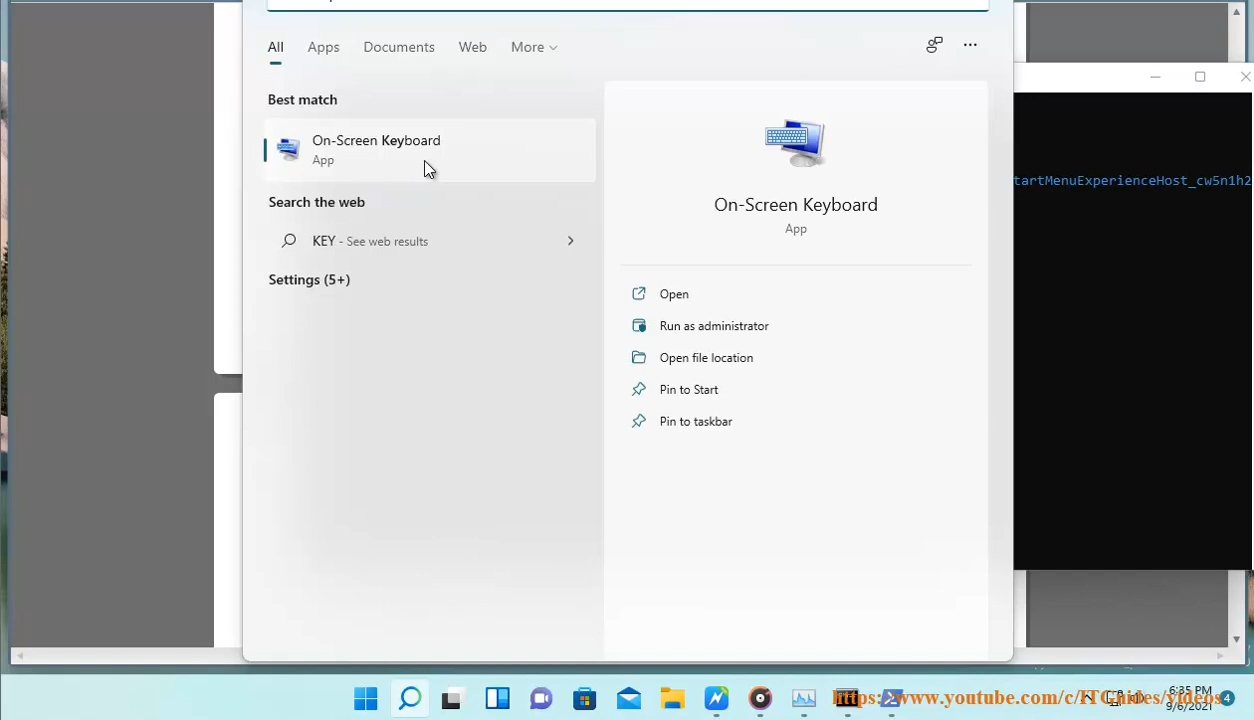 All Apps Documents Web More
Best match
On-Screen Keyboard
App
Search the web
KEY - See web results
Settings (5+)
On-Screen Keyboard
App
Open
Run as administrator
Open file location
Pin to Start
Pin to taskbar
tartMenuExperienceHost_cw5n1h2
https://www.youtube.com/c/ITGuides/videos
6:35 PM
9/6/2021
4